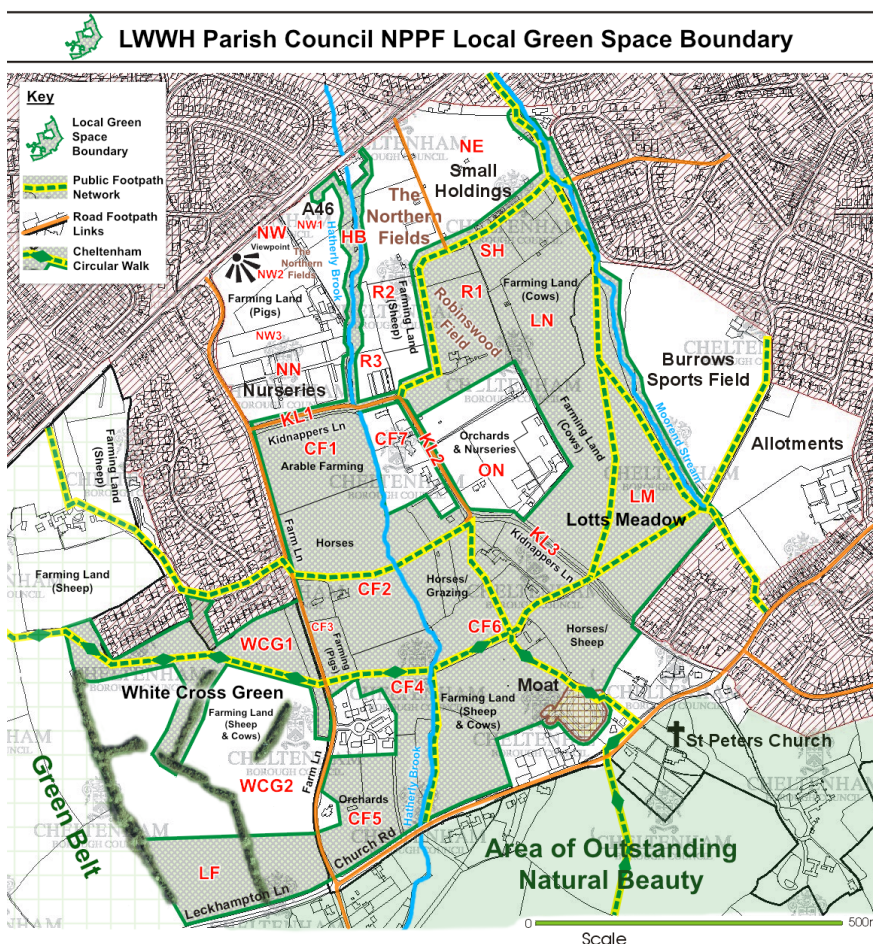 LWWH Parish Council NPPF Local Green Space Boundary
Key
Local Green
Space
Boundary
Public Footpath
Network
Road Footpath
Links
Cheltenham
Circular Walk
NE
Small
Holdings
The
Northern
Fields
A46
NW1
NW
Viewpoint
The
Northern
Fields
NW2
Hatherly Brook
HB
Farming Land
(Pigs)
NW3
NN
Nurseries
R2
R3
Farming Land
(Sheep)
SH
R1
Robinswood
Field
Farming Land
(Cows)
LN
Burrows
Sports Field
Moorend Stream
Allotments
KL1
Kidnappers Ln
CF1
Arable Farming
CF7
KL2
Orchards
& Nurseries
ON
Farming Land
(Cows)
LM
Lotts Meadow
KL3
Kidnappers Ln
Farming Land
(Sheep)
Farming Land
(Sheep)
Farm Ln
Horses
CF2
Horses/
Grazing
CF3
Farming
(Pigs)
CF6
Horses/
Sheep
WCG1
CF4
Moat
White Cross Green
Farming Land
(Sheep
& Cows)
Farming Land
(Sheep
& Cows)
St Peters Church
WCG2
Farm Ln
Green Belt
Orchards
CF5
Hatherly Brook
Church Rd
LF
Leckhampton Ln
Area of Outstanding
Natural Beauty
0
500m
Scale
CHELTENHAM
BOROUGH COUNCIL